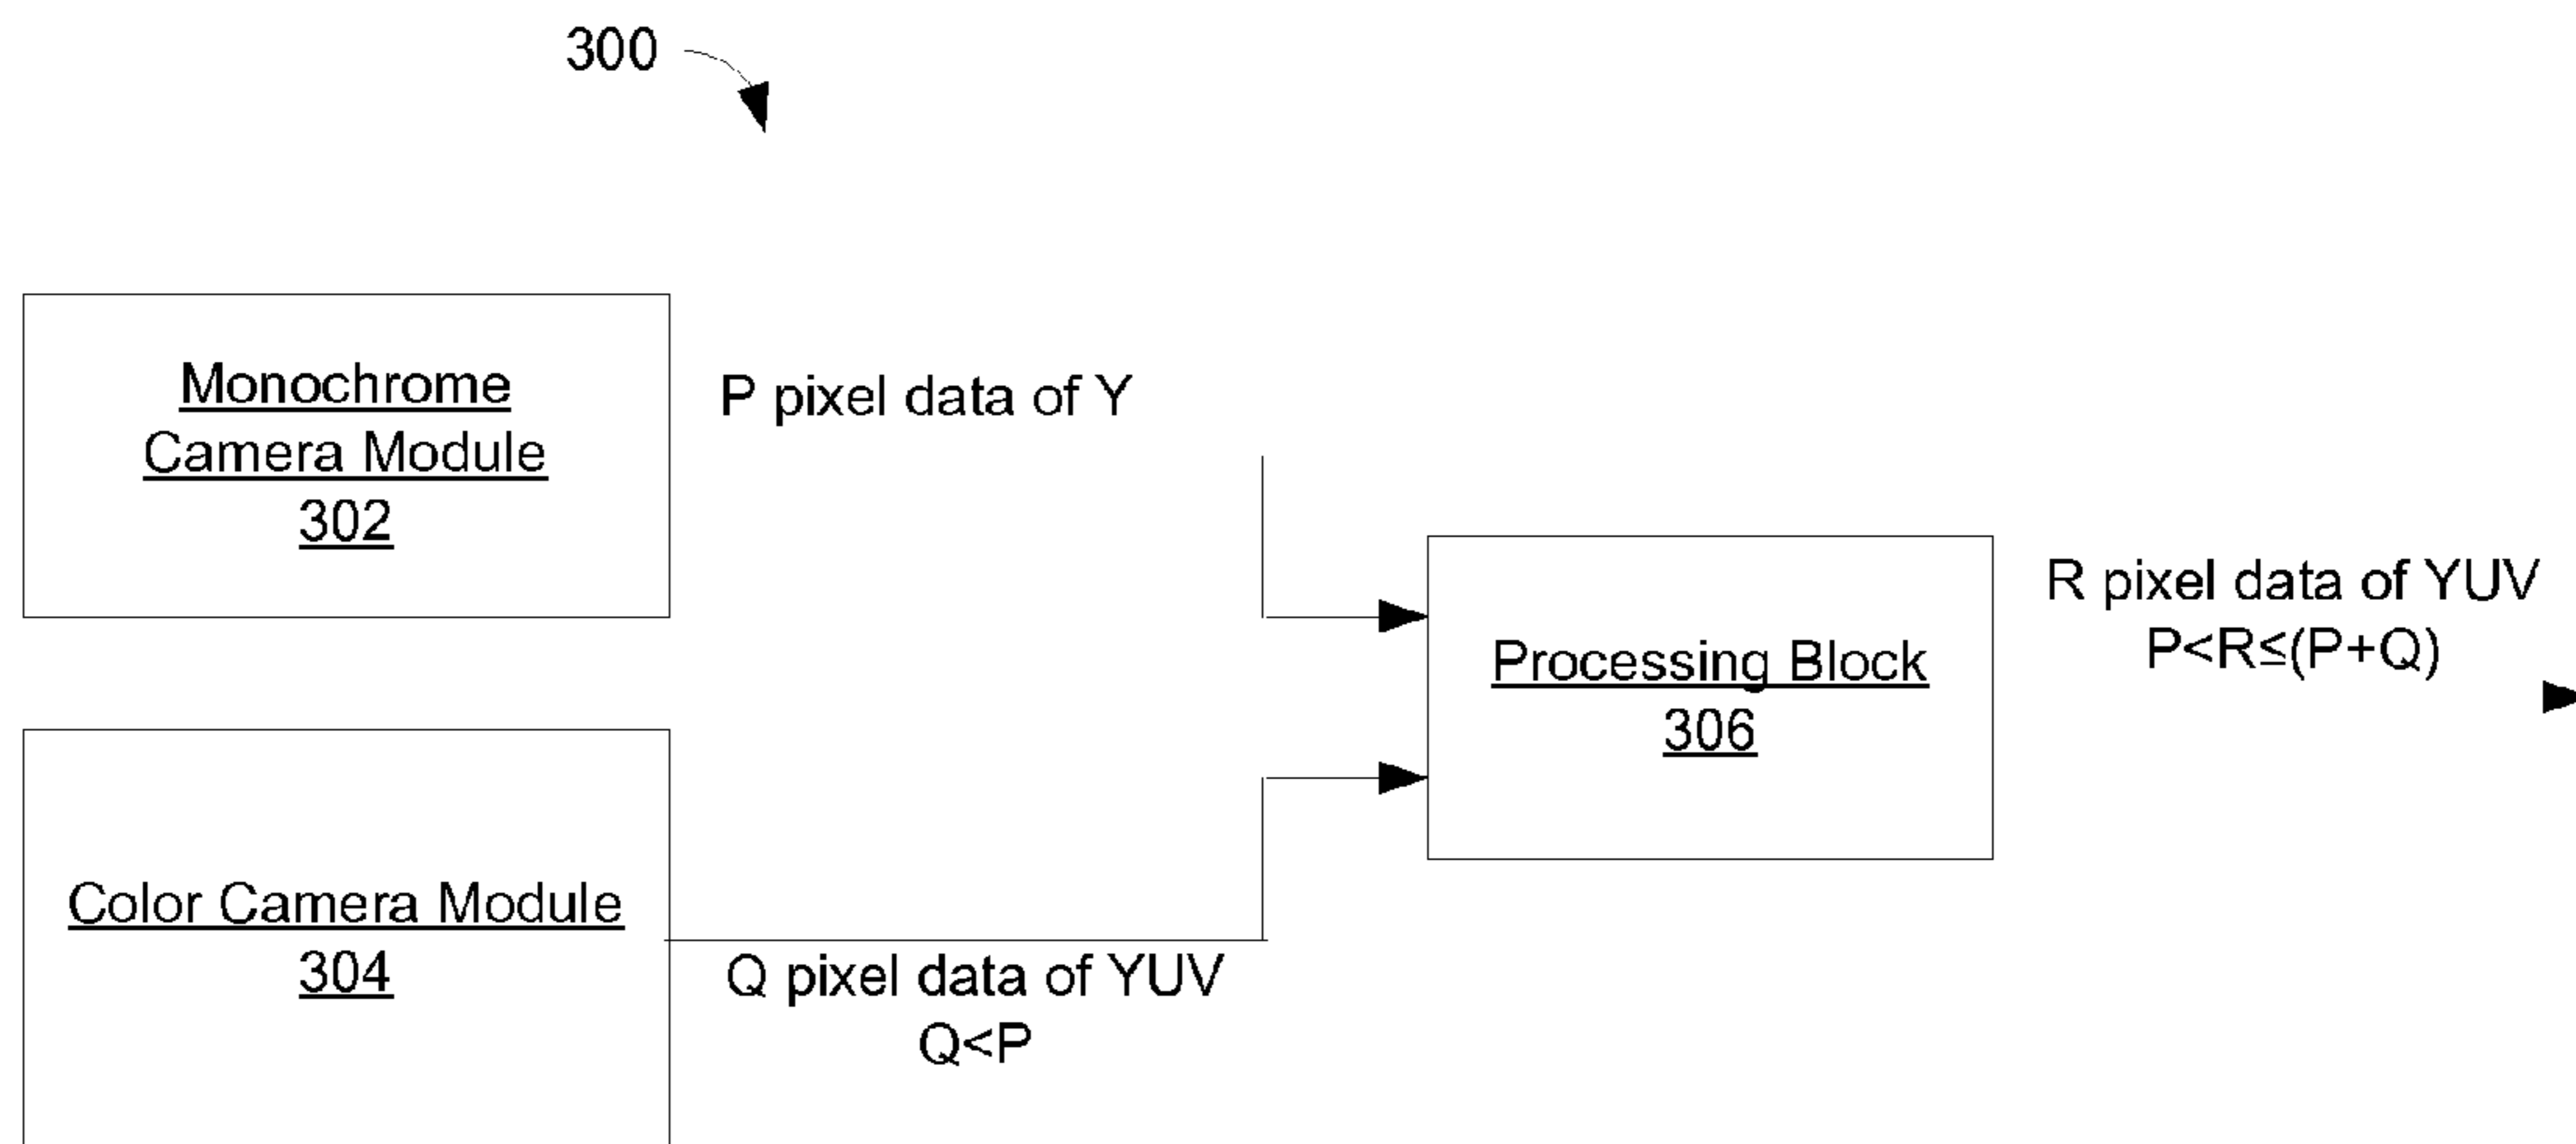 300
Monochrome
Camera Module
302
P pixel data of Y
Processing Block
306
R pixel data of YUV
P<R≤(P+Q)
Color Camera Module
304
Q pixel data of YUV
Q<P